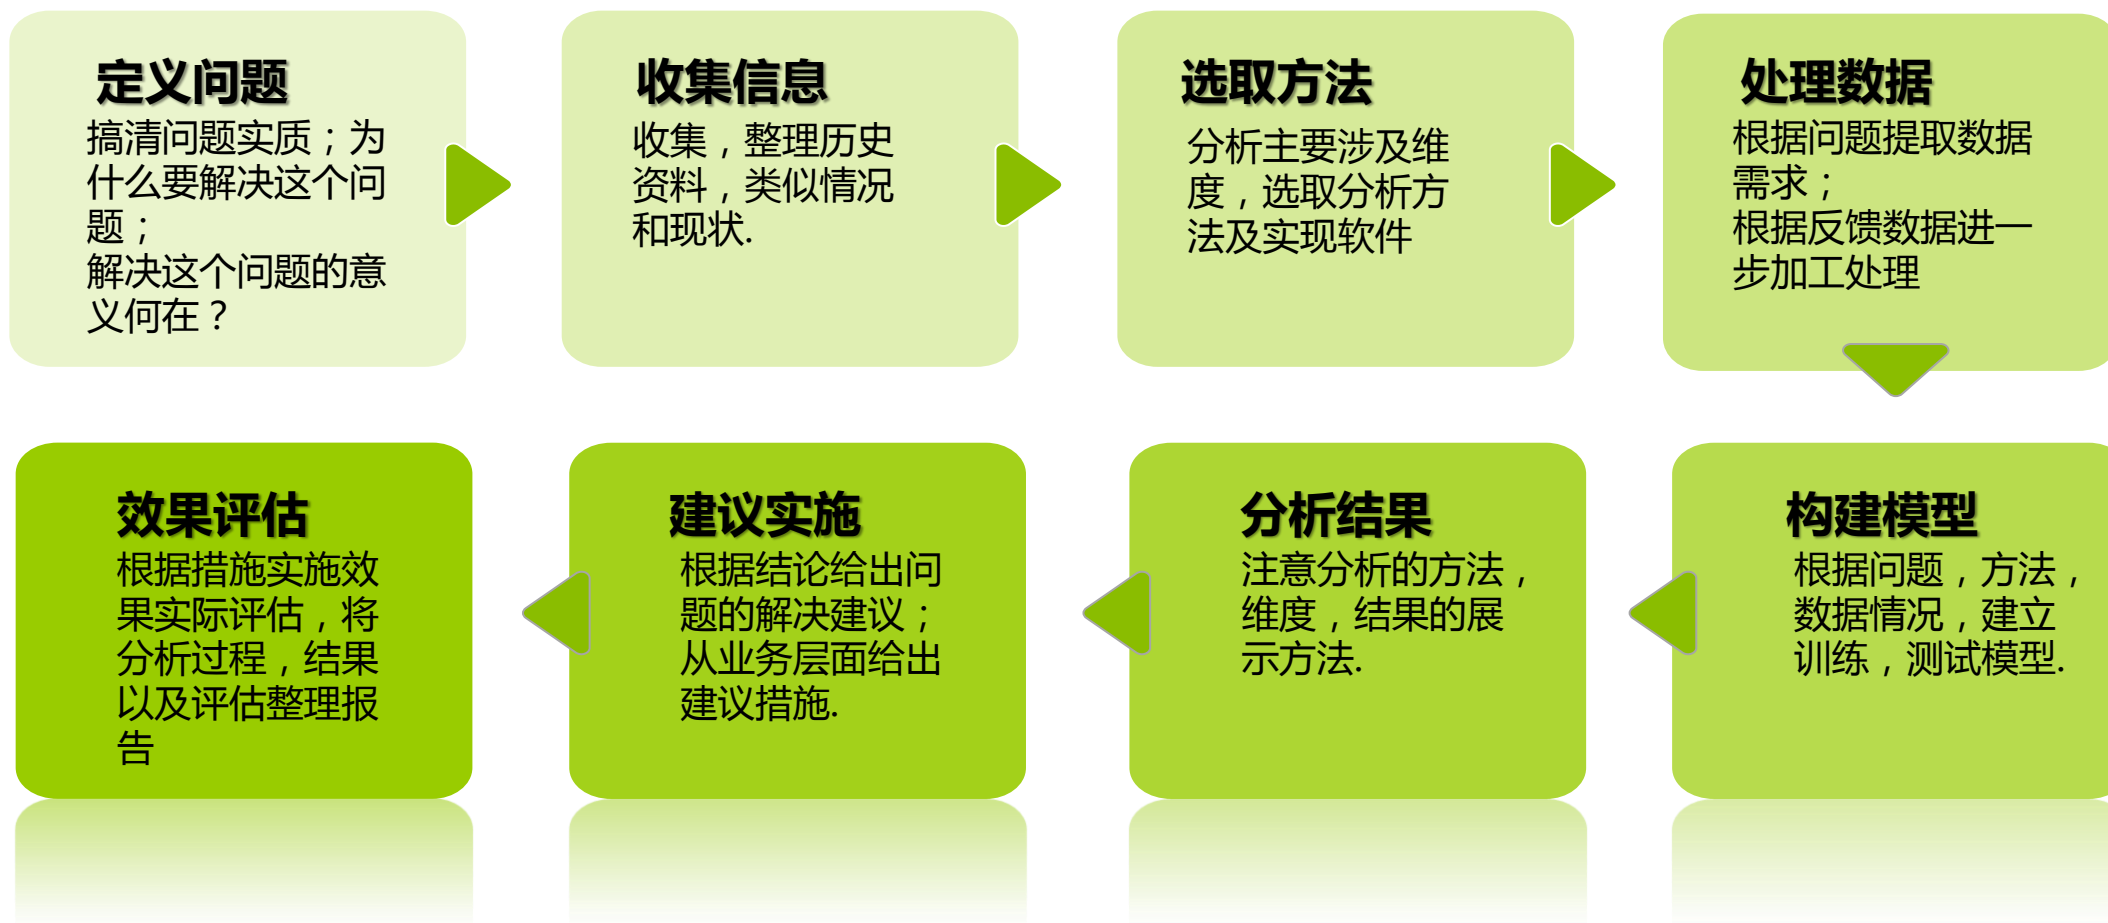 定义问题
搞清问题实质；为
什么要解决这个问
题；
解决这个问题的意
义何在？
收集信息
收集，整理历史
资料，类似情况
和现状.
选取方法
分析主要涉及维
度，选取分析方
法及实现软件
处理数据
根据问题提取数据
需求；
根据反馈数据进一
步加工处理
效果评估
根据措施实施效
果实际评估，将
分析过程，结果
以及评估整理报
告
建议实施
根据结论给出问
题的解决建议；
从业务层面给出
建议措施.
分析结果
注意分析的方法，
维度，结果的展
示方法.
构建模型
根据问题，方法，
数据情况，建立
训练，测试模型.